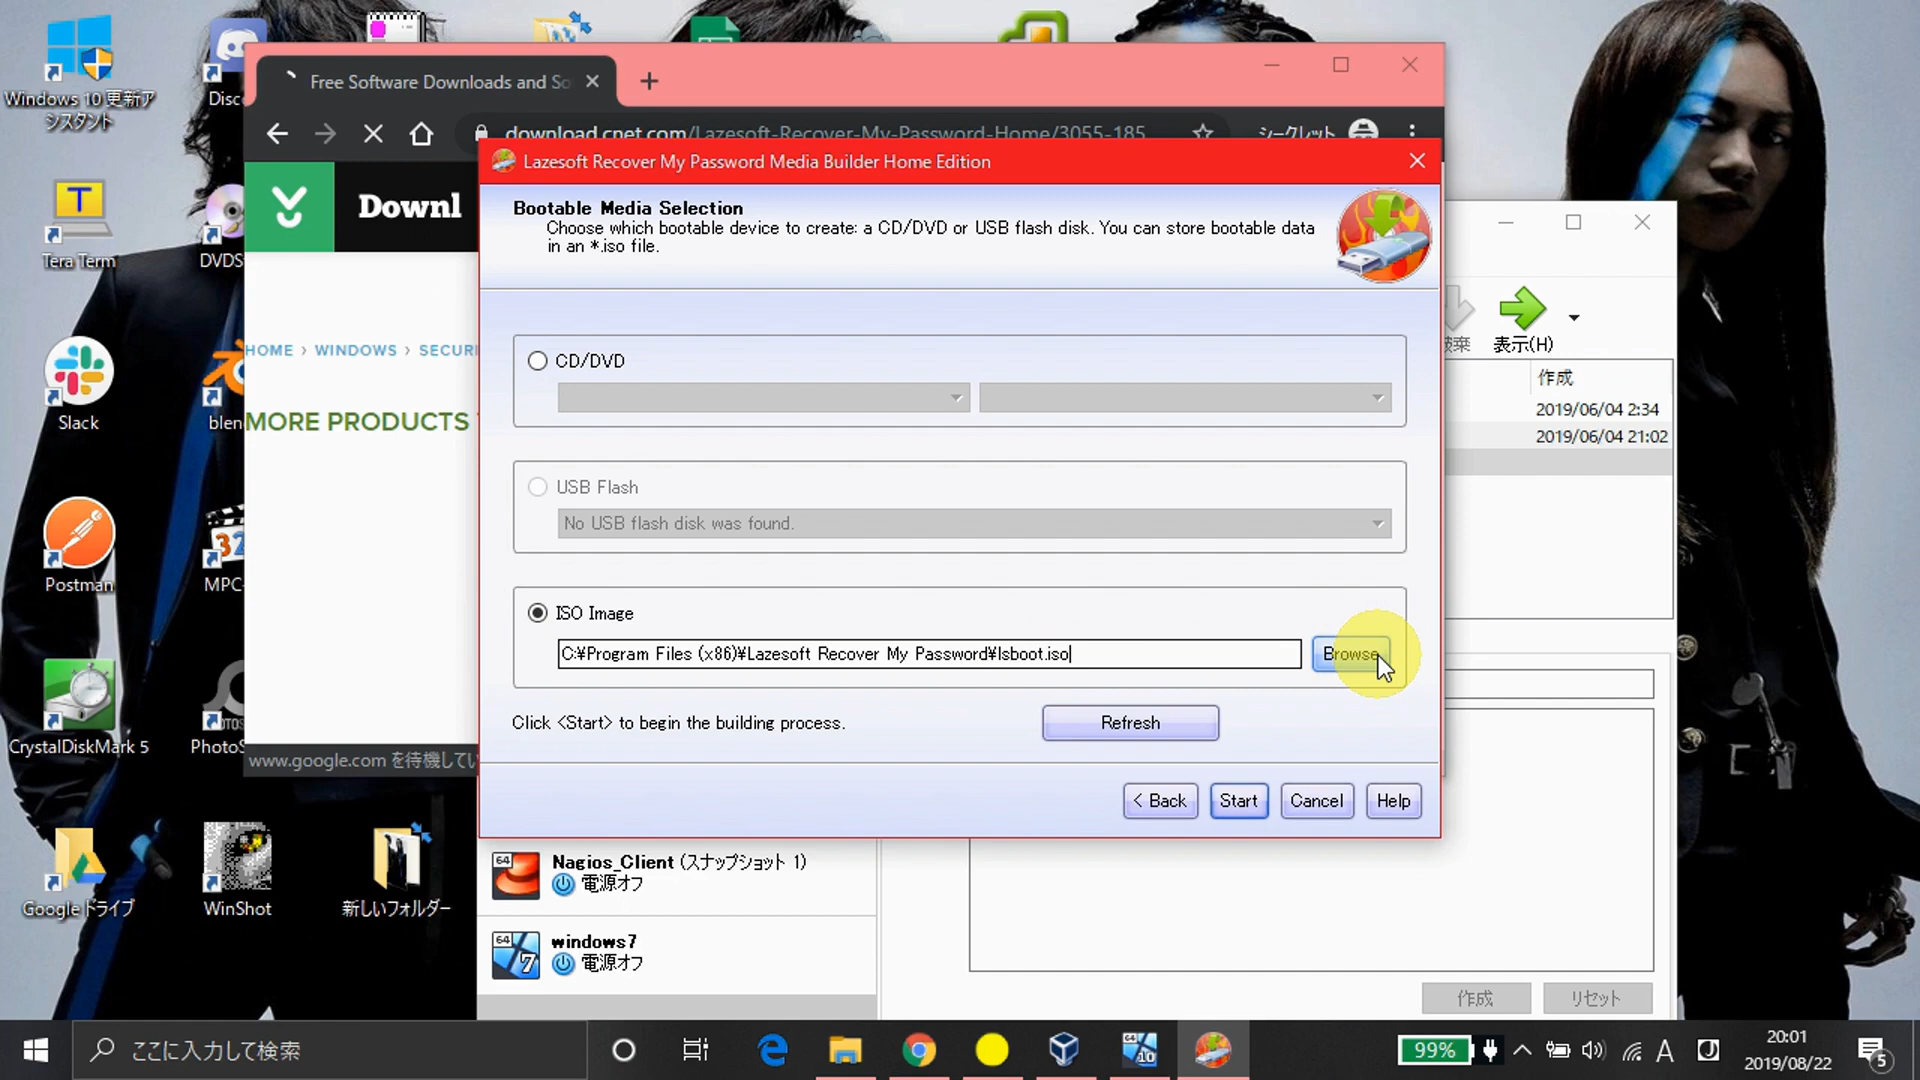 Windows 10 更新ア
シスタント
Disc
Tera Term
DVDS
Slack
blen
Postman
32
MPC-
CrystalDiskMark 5
PhotoS
Google ドライブ
WinShot
新しいフォルダー
Free Software Downloads and So
download.cnet.com/Lazesoft-Recover-My-Password-Home/3055-185
シークレット
Downl
HOME › WINDOWS › SECURI
MORE PRODUCTS
www.google.com を待機してい
Lazesoft Recover My Password Media Builder Home Edition
Bootable Media Selection
Choose which bootable device to create: a CD/DVD or USB flash disk. You can store bootable data
in an *.iso file.
CD/DVD
USB Flash
No USB flash disk was found.
ISO Image
C:¥Program Files (x86)¥Lazesoft Recover My Password¥lsboot.iso
Browse
Click <Start> to begin the building process.
Refresh
< Back
Start
Cancel
Help
表示(H)
作成
2019/06/04 2:34
2019/06/04 21:02
64
Nagios_Client (スナップショット 1)
電源オフ
64
7
windows7
電源オフ
作成
リセット
ここに入力して検索
64
10
99%
A
J
20:01
2019/08/22
5